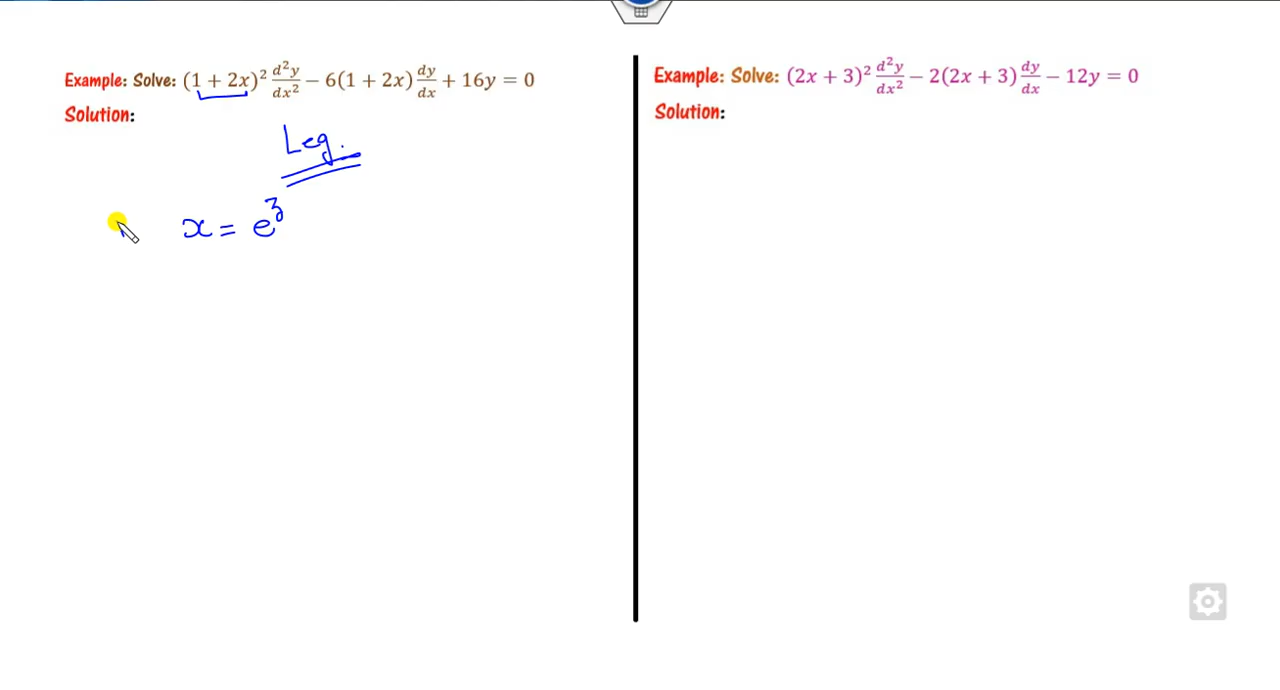 Example: Solve: (1 + 2x)² d²y/dx² − 6(1 + 2x) dy/dx + 16y = 0
Solution:
Leg.
x = e^z
Example: Solve: (2x + 3)² d²y/dx² − 2(2x + 3) dy/dx − 12y = 0
Solution: